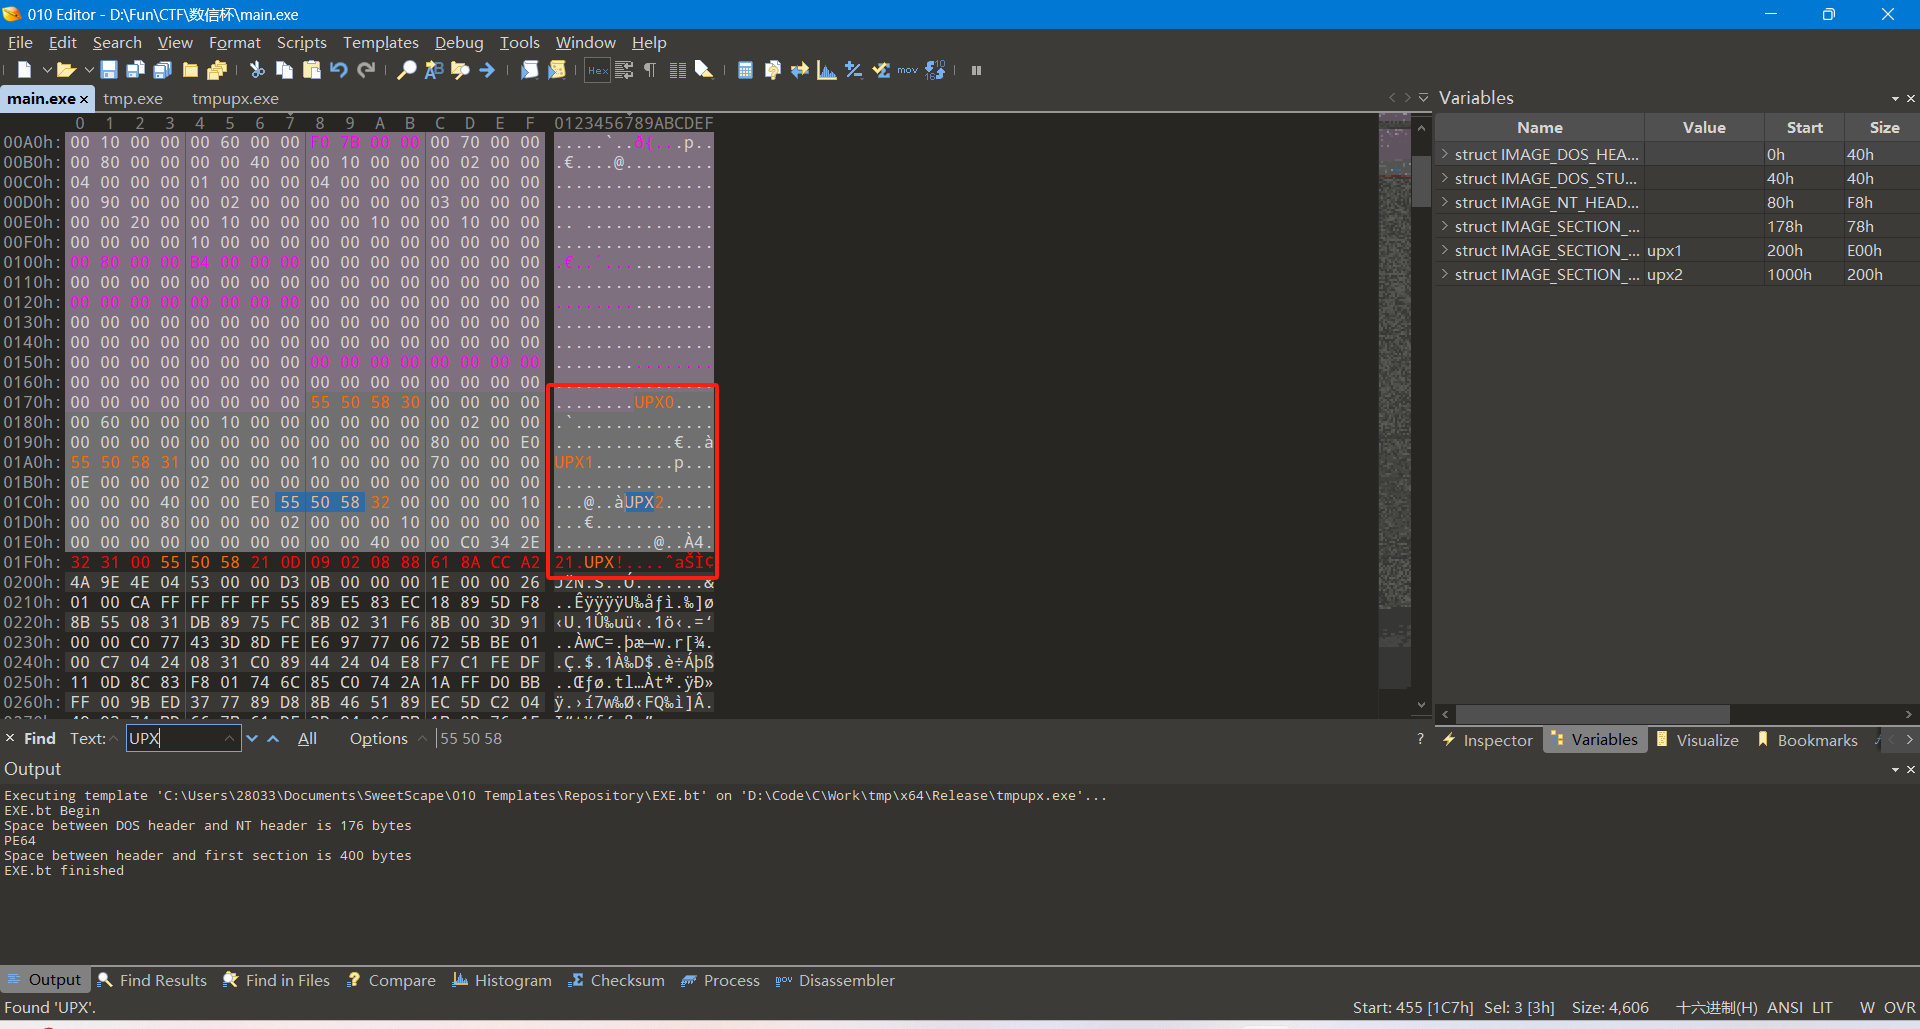 010 Editor - D:\Fun\CTF\数信杯\main.exe
File Edit Search View Format Scripts Templates Debug Tools Window Help
main.exe tmp.exe tmpupx.exe
Variables
0 1 2 3 4 5 6 7 8 9 A B C D E F 0123456789ABCDEF
Name Value Start Size
00A0h: 00 10 00 00 00 60 00 00 F0 7B 00 00 00 70 00 00 .....`..ð{...p..
00B0h: 00 80 00 00 00 00 40 00 00 10 00 00 00 02 00 00 .€....@.........
00C0h: 04 00 00 00 01 00 00 00 04 00 00 00 00 00 00 00 ................
00D0h: 00 90 00 00 00 02 00 00 00 00 00 00 03 00 00 00 ................
00E0h: 00 00 20 00 00 10 00 00 00 00 10 00 00 10 00 00 .. .............
00F0h: 00 00 00 00 10 00 00 00 00 00 00 00 00 00 00 00 ................
0100h: 00 80 00 00 B4 00 00 00 00 00 00 00 00 00 00 00 .€..´...........
0110h: 00 00 00 00 00 00 00 00 00 00 00 00 00 00 00 00 ................
0120h: 00 00 00 00 00 00 00 00 00 00 00 00 00 00 00 00 ................
0130h: 00 00 00 00 00 00 00 00 00 00 00 00 00 00 00 00 ................
0140h: 00 00 00 00 00 00 00 00 00 00 00 00 00 00 00 00 ................
0150h: 00 00 00 00 00 00 00 00 00 00 00 00 00 00 00 00 ................
0160h: 00 00 00 00 00 00 00 00 00 00 00 00 00 00 00 00 ................
0170h: 00 00 00 00 00 00 00 00 55 50 58 30 00 00 00 00 ........UPX0....
0180h: 00 60 00 00 00 10 00 00 00 00 00 00 00 02 00 00 .`..............
0190h: 00 00 00 00 00 00 00 00 00 00 00 00 80 00 00 E0 ............€..à
01A0h: 55 50 58 31 00 00 00 00 00 10 00 00 00 70 00 00 UPX1.........p..
01B0h: 0E 00 00 00 02 00 00 00 00 00 00 00 00 00 00 00 ................
01C0h: 00 00 00 40 00 00 E0 55 50 58 32 00 00 00 00 10 ...@..àUPX2.....
01D0h: 00 00 00 80 00 00 00 02 00 00 00 10 00 00 00 00 ...€............
01E0h: 00 00 00 00 00 00 00 00 00 00 40 00 00 C0 34 2E ..........@..À4.
01F0h: 32 31 00 55 50 58 21 0D 09 02 08 88 61 8A CC A2 21.UPX!....ˆaŠÌ¢
0200h: 4A 9E 4E 04 53 00 00 D3 0B 00 00 00 1E 00 00 26 JžN.S..Ó.......&
0210h: 01 00 CA FF FF FF FF 55 89 E5 83 EC 18 89 5D F8 ..ÊÿÿÿÿU‰åƒì.‰]ø
0220h: 8B 55 08 31 DB 89 75 FC 8B 02 31 F6 8B 00 3D 91 ‹U.1Û‰uü‹.1ö‹.=‘
0230h: 00 00 C0 77 43 3D 8D FE E6 97 77 06 72 5B BE 01 ..ÀwC=.þæ—w.r[¾.
0240h: 00 C7 04 24 08 31 C0 89 44 24 04 E8 F7 C1 FE DF .Ç.$.1À‰D$.è÷Áþß
0250h: 11 0D 8C 83 F8 01 74 6C 85 C0 74 2A 1A FF D0 BB ..Œƒø.tl…Àt*.ÿÐ»
0260h: FF 00 9B ED 37 77 89 D8 8B 46 51 89 EC 5D C2 04 ÿ.›í7w‰Ø‹FQ‰ì]Â.
struct IMAGE_DOS_HEA... 0h 40h
struct IMAGE_DOS_STU... 40h 40h
struct IMAGE_NT_HEAD... 80h F8h
struct IMAGE_SECTION_... 178h 78h
struct IMAGE_SECTION_... upx1 200h E00h
struct IMAGE_SECTION_... upx2 1000h 200h
Find Text: UPX All Options 55 50 58
? Inspector Variables Visualize Bookmarks
Output
Executing template 'C:\Users\28033\Documents\SweetScape\010 Templates\Repository\EXE.bt' on 'D:\Code\C\Work\tmp\x64\Release\tmpupx.exe'...
EXE.bt Begin
Space between DOS header and NT header is 176 bytes
PE64
Space between header and first section is 400 bytes
EXE.bt finished
Output Find Results Find in Files Compare Histogram Checksum Process Disassembler
Found 'UPX'. Start: 455 [1C7h] Sel: 3 [3h] Size: 4,606 十六进制(H) ANSI LIT W OVR